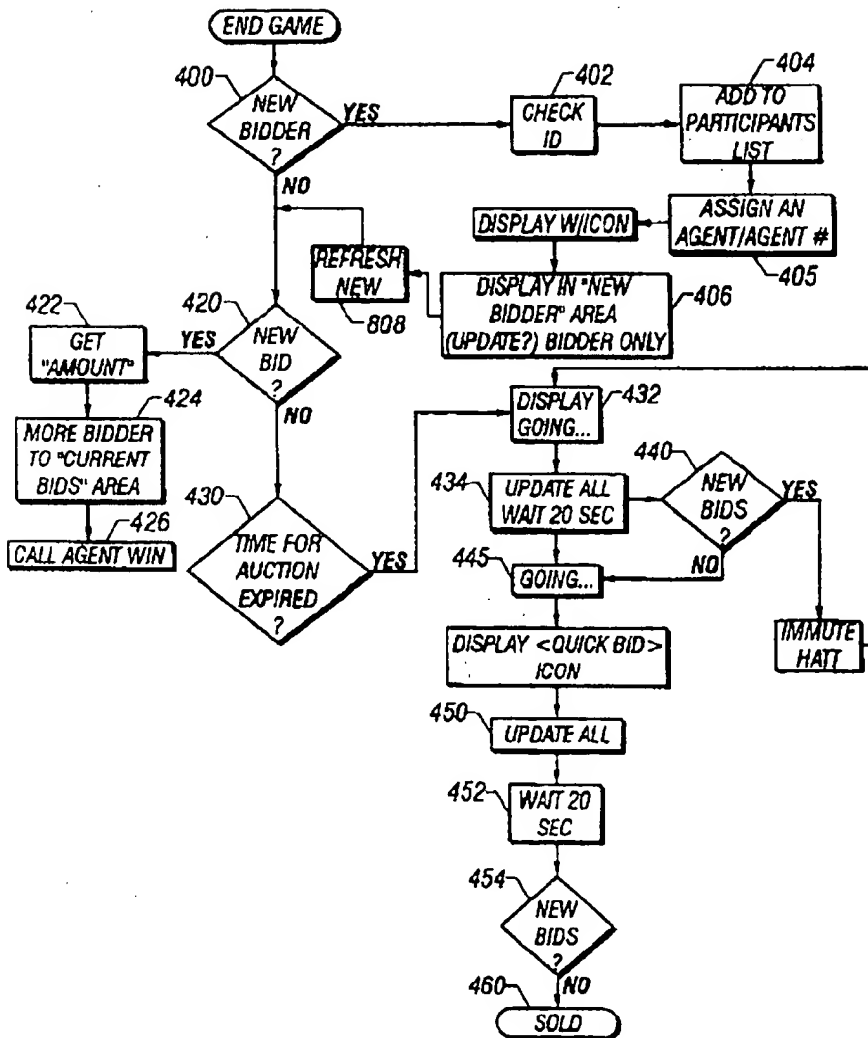 END GAME
400
NEW
BIDDER
?
YES
NO
402
CHECK
ID
404
ADD TO
PARTICIPANTS
LIST
ASSIGN AN
AGENT/AGENT #
405
DISPLAY W/ICON
DISPLAY IN "NEW
BIDDER" AREA
(UPDATE?) BIDDER ONLY
406
REFRESH
NEW
808
420
NEW
BID
?
YES
NO
422
GET
"AMOUNT"
424
MORE BIDDER
TO "CURRENT
BIDS" AREA
426
CALL AGENT WIN
430
TIME FOR
AUCTION
EXPIRED
?
YES
DISPLAY
GOING...
432
434
UPDATE ALL
WAIT 20 SEC
440
NEW
BIDS
?
YES
NO
445
GOING...
IMMUTE
HATT
DISPLAY <QUICK BID>
ICON
450
UPDATE ALL
452
WAIT 20
SEC
454
NEW
BIDS
?
NO
460
SOLD